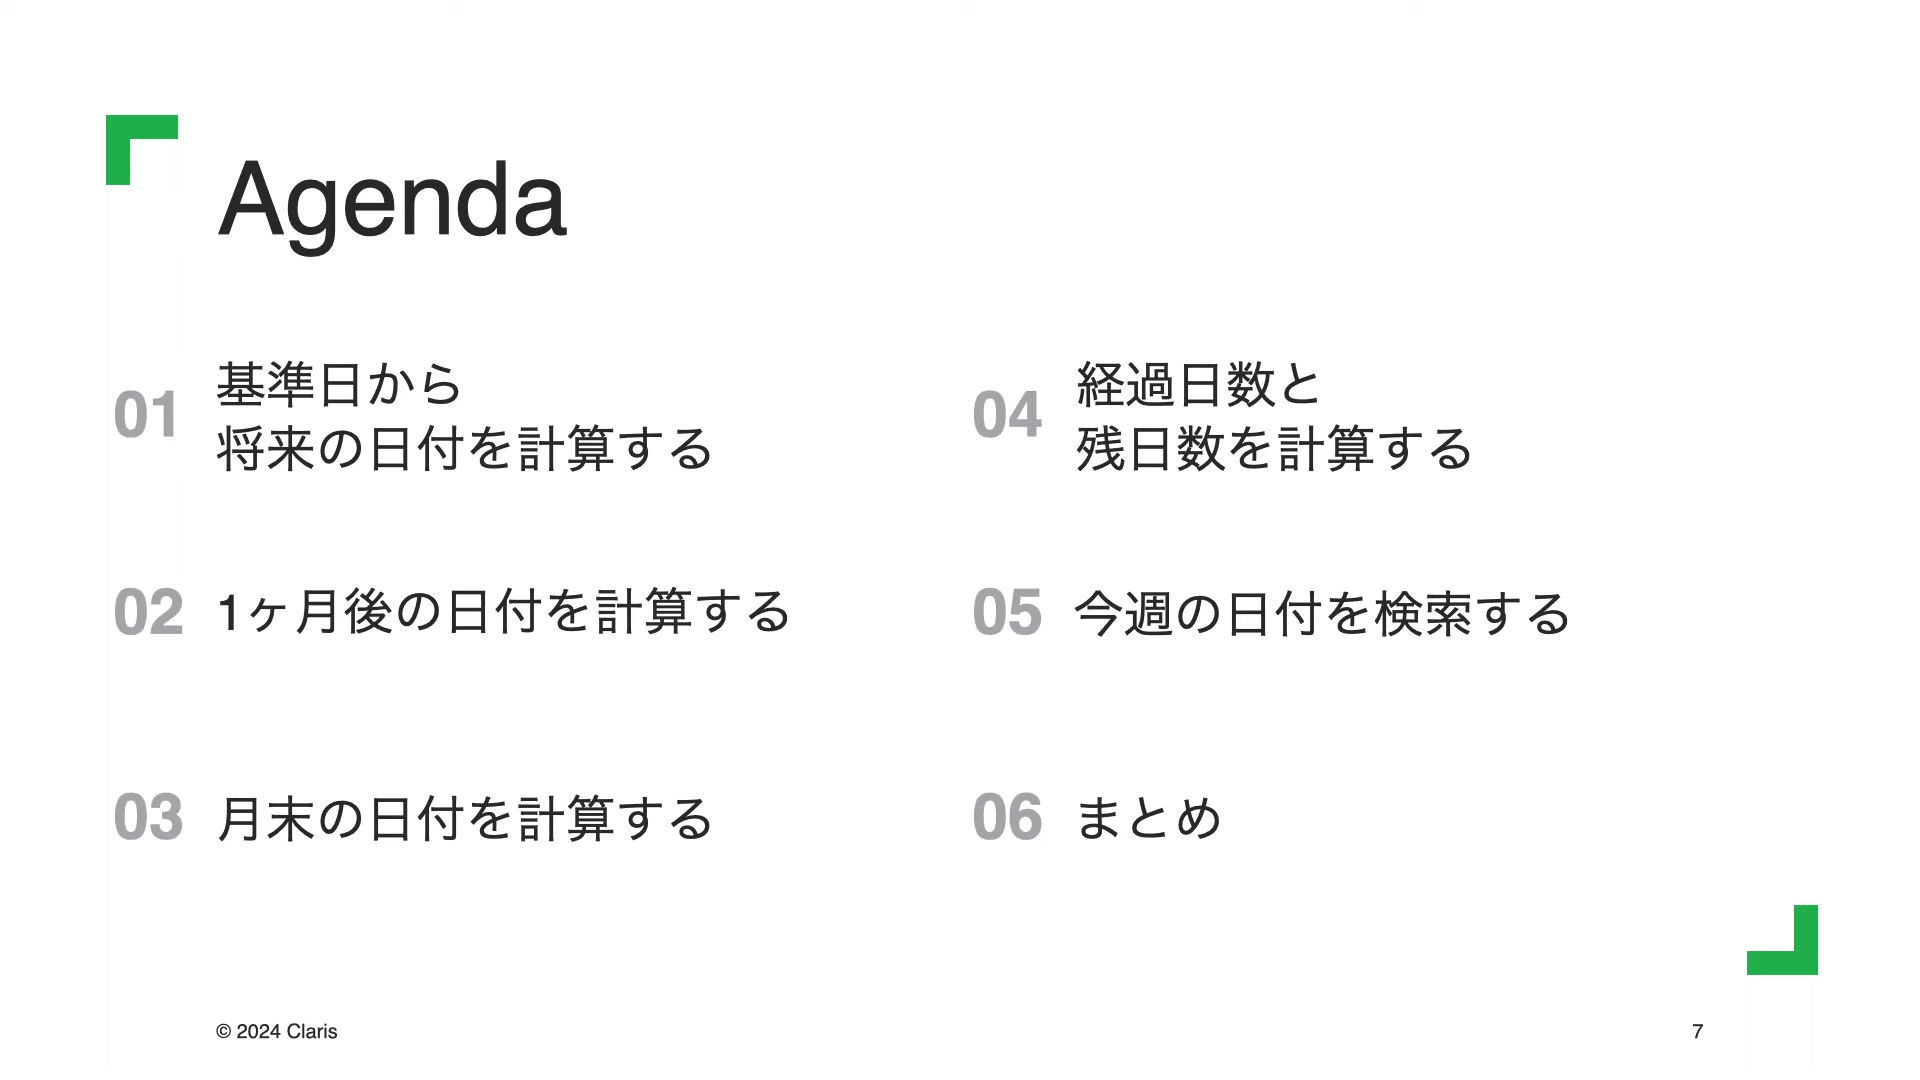 Agenda
01
基準日から
将来の日付を計算する
02
1ヶ月後の日付を計算する
03
月末の日付を計算する
04
経過日数と
残日数を計算する
05
今週の日付を検索する
06
まとめ
© 2024 Claris
7